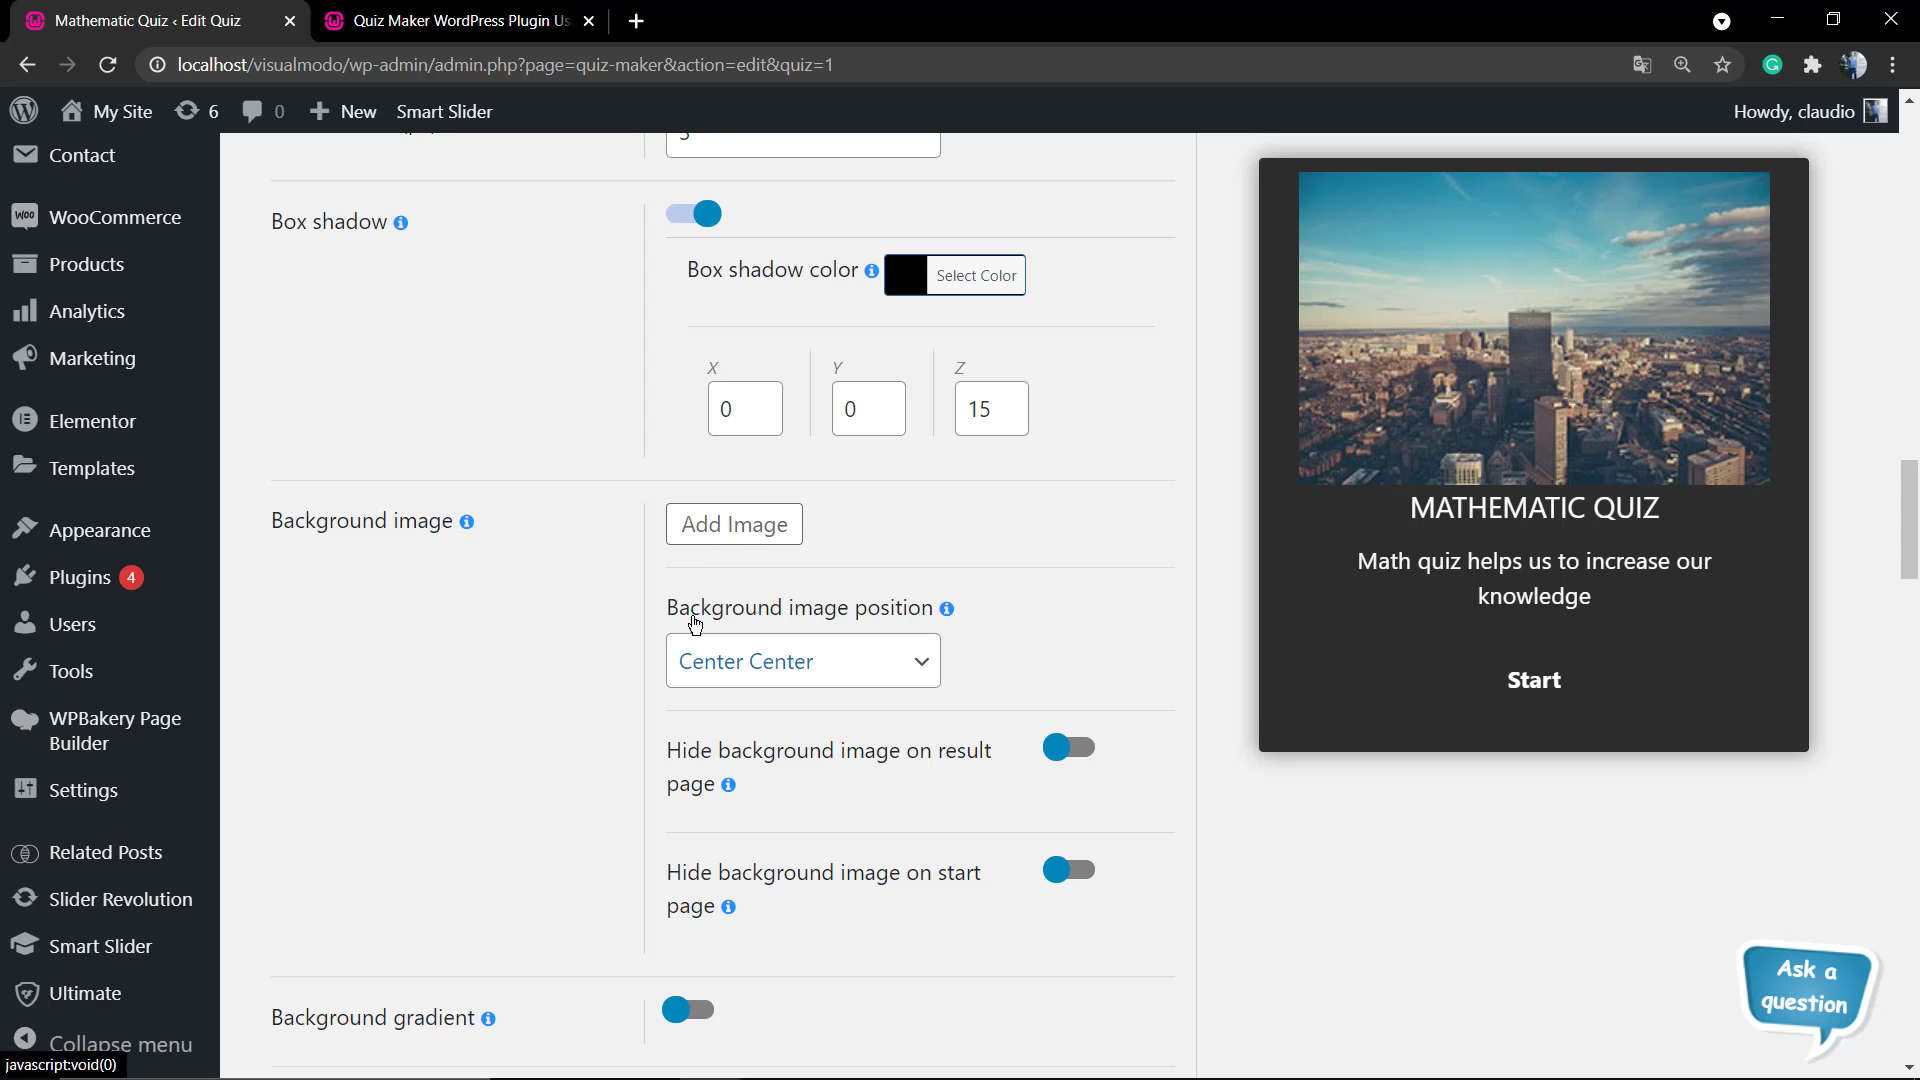 Mathematic Quiz ‹ Edit Quiz
Quiz Maker WordPress Plugin Us
localhost/visualmodo/wp-admin/admin.php?page=quiz-maker&action=edit&quiz=1
My Site
6
0
New
Smart Slider
Howdy, claudio
Contact
WooCommerce
Products
Analytics
Marketing
Elementor
Templates
Appearance
Plugins 4
Users
Tools
WPBakery Page
Builder
Settings
Related Posts
Slider Revolution
Smart Slider
Ultimate
Collapse menu
javascript:void(0)
Box shadow
Box shadow color
Select Color
X
Y
Z
0
0
15
Background image
Add Image
Background image position
Center Center
Hide background image on result
page
Hide background image on start
page
Background gradient
MATHEMATIC QUIZ
Math quiz helps us to increase our
knowledge
Start
Ask a
question